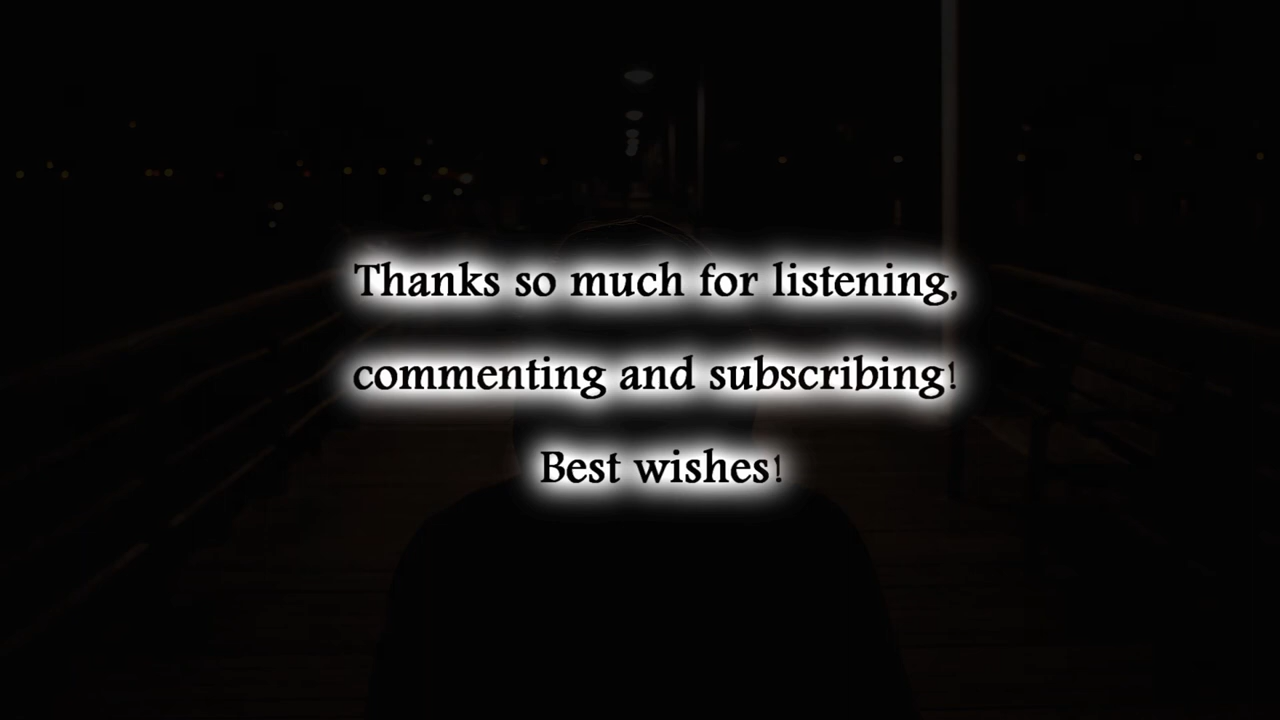 Thanks so much for listening,
commenting and subscribing!
Best wishes!